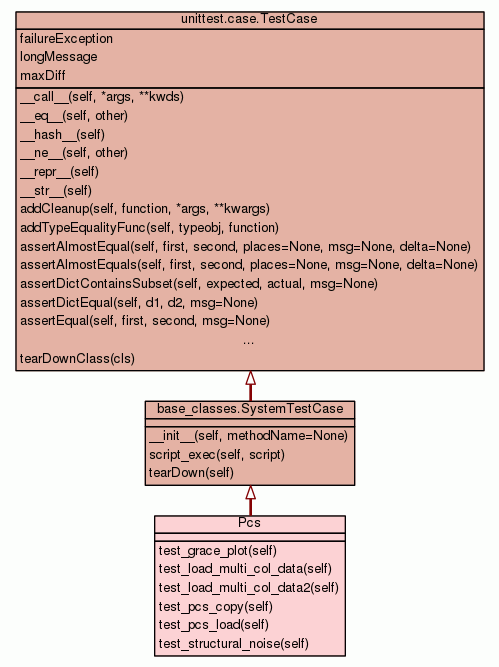 unittest.case.TestCase
failureException
longMessage
maxDiff
__call__(self, *args, **kwds)
__eq__(self, other)
__hash__(self)
__ne__(self, other)
__repr__(self)
__str__(self)
addCleanup(self, function, *args, **kwargs)
addTypeEqualityFunc(self, typeobj, function)
assertAlmostEqual(self, first, second, places=None, msg=None, delta=None)
assertAlmostEquals(self, first, second, places=None, msg=None, delta=None)
assertDictContainsSubset(self, expected, actual, msg=None)
assertDictEqual(self, d1, d2, msg=None)
assertEqual(self, first, second, msg=None)
...
tearDownClass(cls)
base_classes.SystemTestCase
__init__(self, methodName=None)
script_exec(self, script)
tearDown(self)
Pcs
test_grace_plot(self)
test_load_multi_col_data(self)
test_load_multi_col_data2(self)
test_pcs_copy(self)
test_pcs_load(self)
test_structural_noise(self)